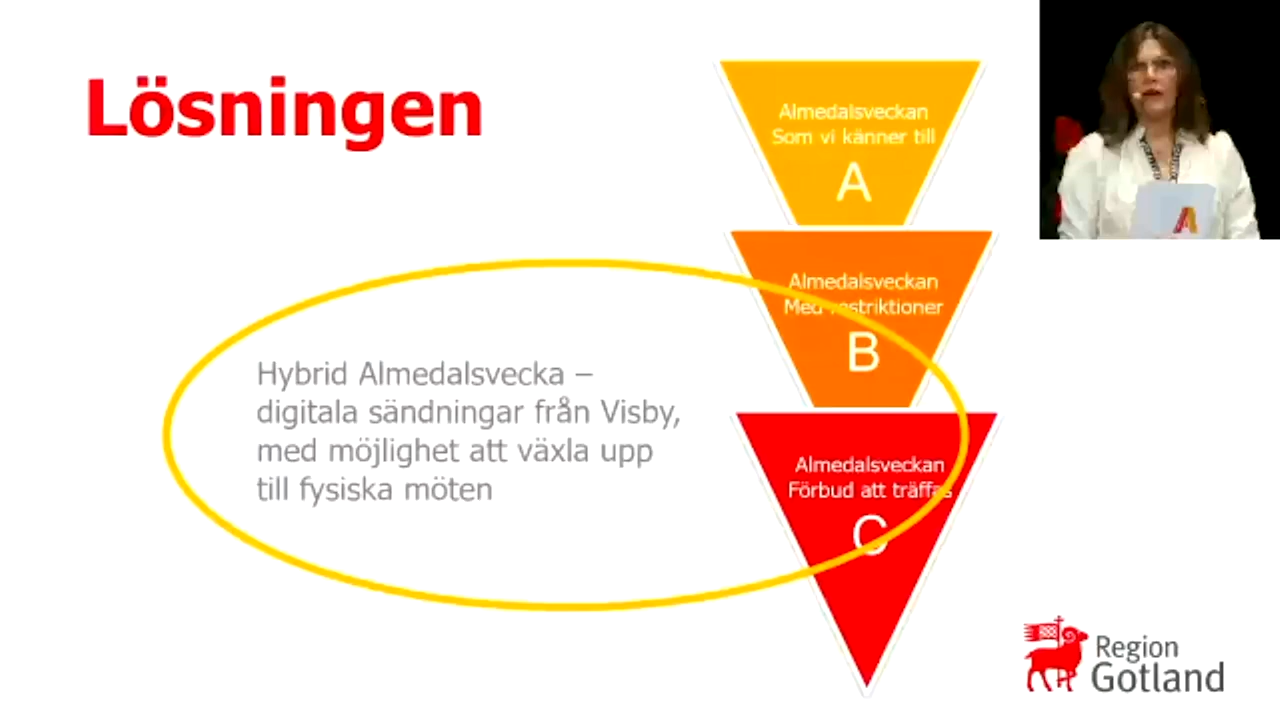 Lösningen
Almedalsveckan
Som vi känner till
A
Almedalsveckan
Med restriktioner
B
Hybrid Almedalsvecka –
digitala sändningar från Visby,
med möjlighet att växla upp
till fysiska möten
Almedalsveckan
Förbud att träffas
C
A
Region
Gotland